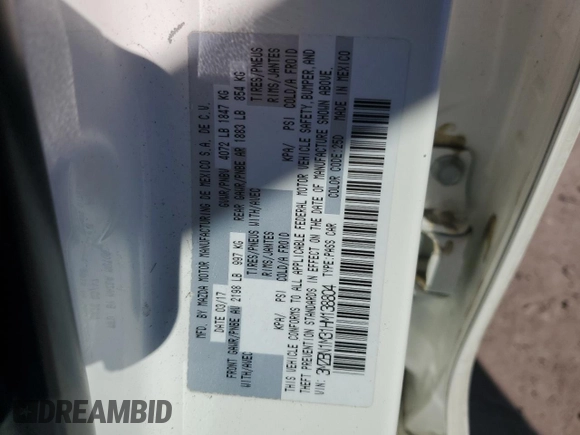 MFD. BY MAZDA MOTOR MANUFACTURING DE MEXICO S.A. DE C.V.
DATE 03/17 GVWR/PNBV 4072 LB 1847 KG
FRONT GAWR/PNBE AV 2198 LB 997 KG REAR GAWR/PNBE AR 1883 LB 854 KG
WITH/AVEC TIRES/PNEUS WITH/AVEC TIRES/PNEUS
RIMS/JANTES RIMS/JANTES
KPA/ PSI COLD/A FROID KPA/ PSI COLD/A FROID
THIS VEHICLE CONFORMS TO ALL APPLICABLE FEDERAL MOTOR VEHICLE SAFETY, BUMPER, AND
THEFT PREVENTION STANDARDS IN EFFECT ON THE DATE OF MANUFACTURE SHOWN ABOVE.
VIN: 3MZBN1M31HM138804 TYPE:PASS CAR COLOR CODE:25D MADE IN MEXICO
DREAMBID